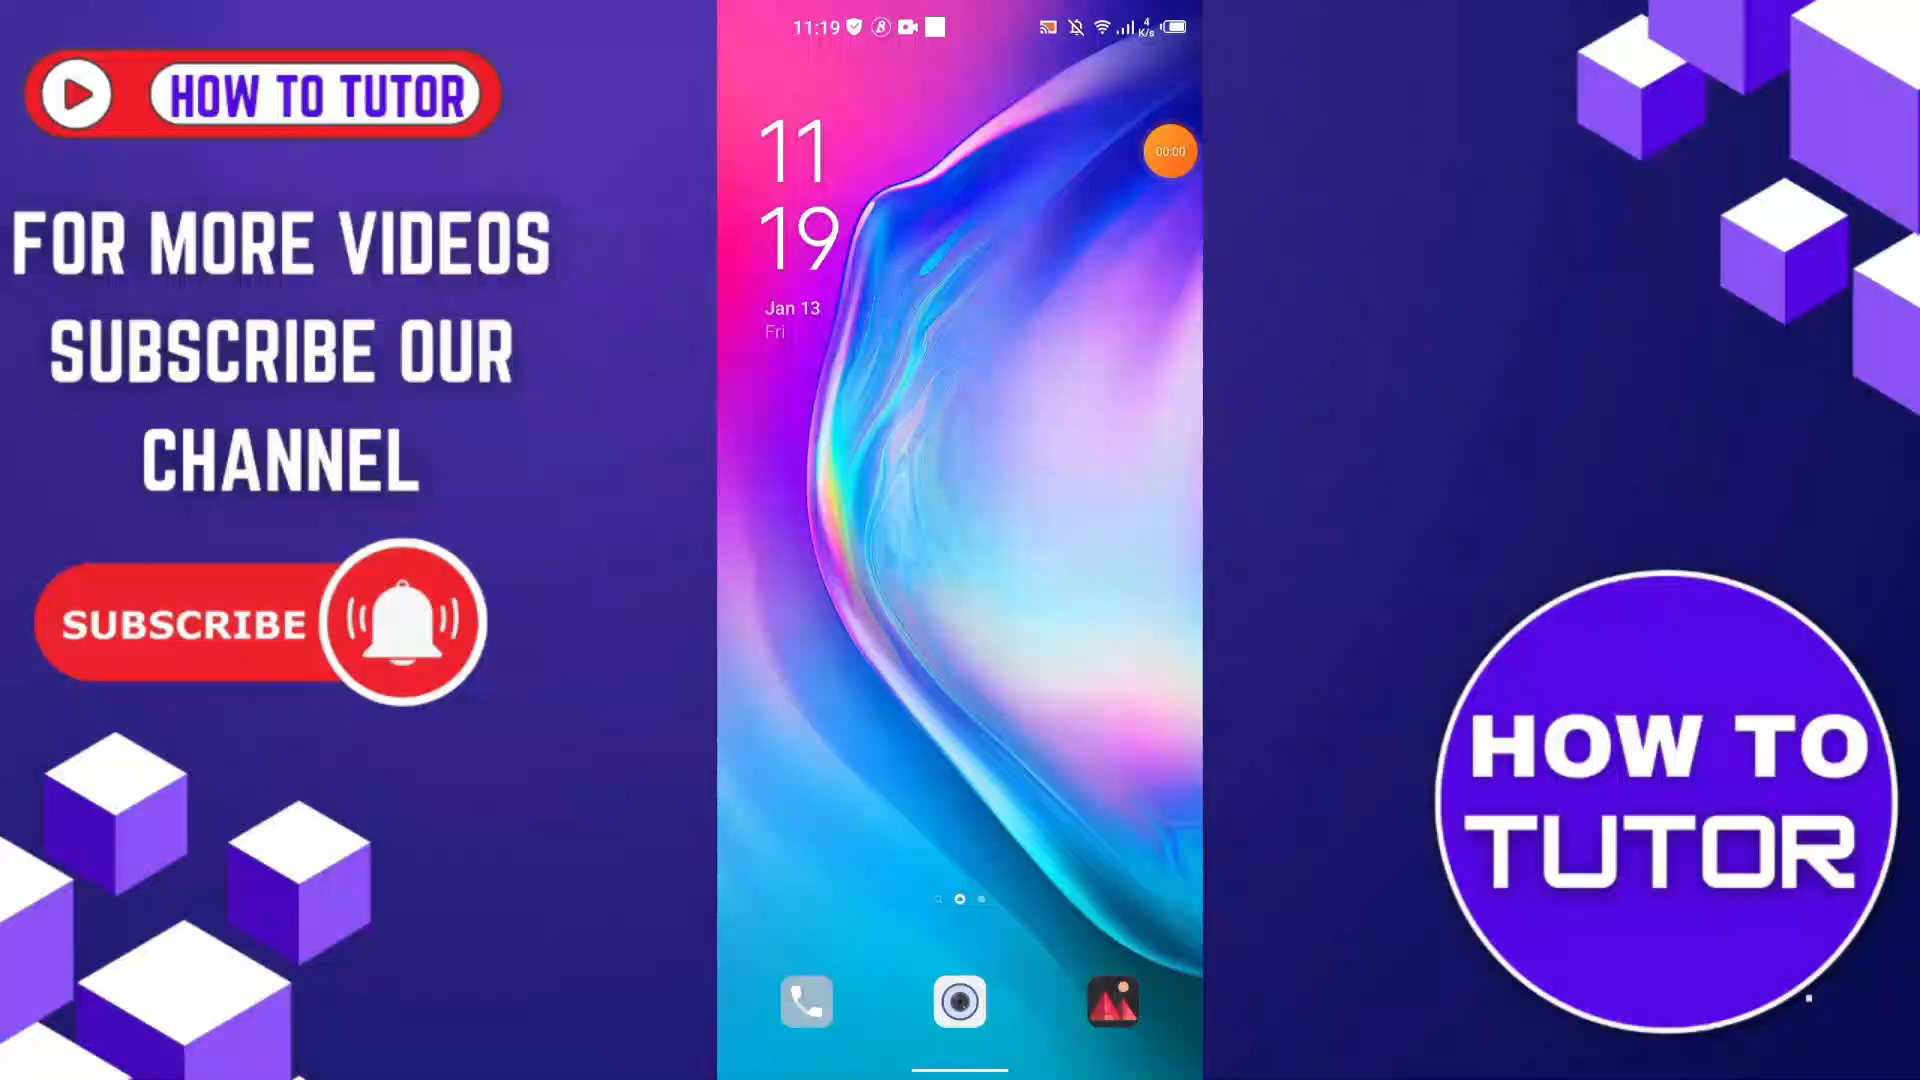 HOW TO TUTOR
FOR MORE VIDEOS
SUBSCRIBE OUR
CHANNEL
SUBSCRIBE
11:19
4
K/s
11
19
Jan 13
Fri
00:00
HOW TO
TUTOR